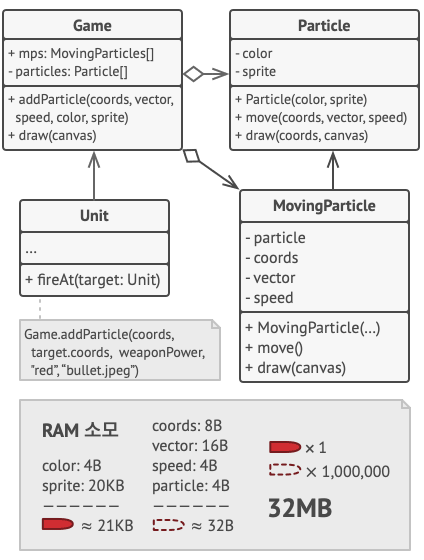 Game
+ mps: MovingParticles[]
- particles: Particle[]
+ addParticle(coords, vector,
speed, color, sprite)
+ draw(canvas)
Particle
- color
- sprite
+ Particle(color, sprite)
+ move(coords, vector, speed)
+ draw(coords, canvas)
Unit
...
+ fireAt(target: Unit)
Game.addParticle(coords,
target.coords, weaponPower,
"red",“bullet.jpeg”)
MovingParticle
- particle
- coords
- vector
- speed
+ MovingParticle(...)
+ move()
+ draw(canvas)
RAM 소모
color: 4B
sprite: 20KB
——————
≈ 21KB
coords: 8B
vector: 16B
speed: 4B
particle: 4B
——————
≈ 32B
× 1
× 1,000,000
32MB